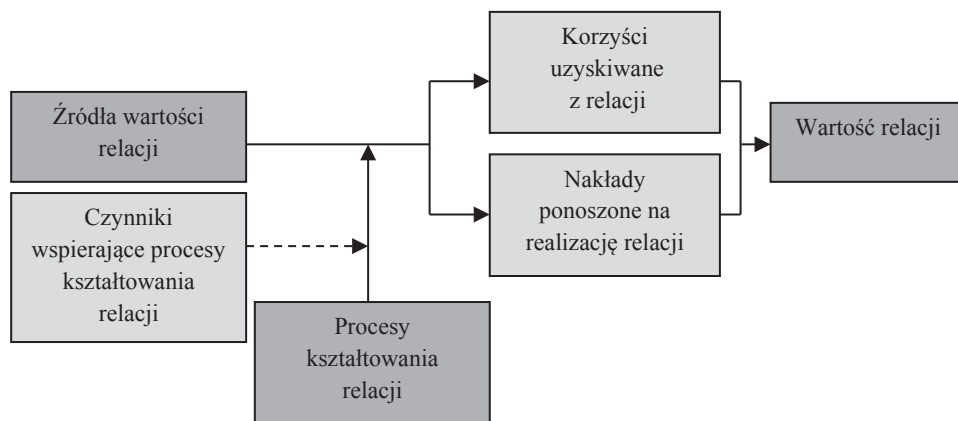 Źródła wartości
relacji
Czynniki
wspierające procesy
kształtowania
relacji
Procesy
kształtowania
relacji
Korzyści
uzyskiwane
z relacji
Nakłady
ponoszone na
realizację relacji
Wartość relacji